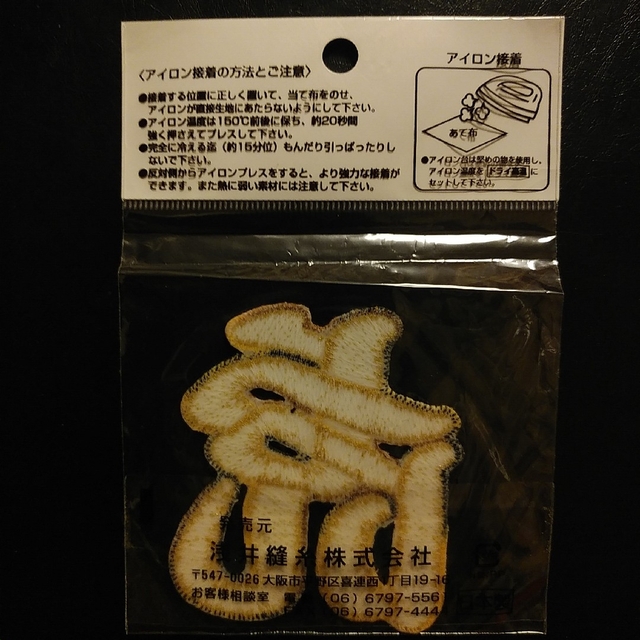 〈アイロン接着の方法とご注意〉
●接着する位置に正しく置いて、当て布をのせ、
アイロンが直接生地にあたらないようにして下さい。
●アイロン温度は150℃前後に保ち、約20秒間
強く押さえてプレスして下さい。
●完全に冷える迄(約15分位)もんだり引っぱったりし
ないで下さい。
●反対側からアイロンプレスをすると、より強力な接着が
できます。また熱に弱い素材には注意して下さい。
アイロン接着
あて布
●アイロン台は堅めの物を使用し、
アイロン温度を ドライ高温 に
セットして下さい。
売元
井縫糸株式会社
〒547-0026 大阪市平野区喜連西 丁目19-16
お客様相談室 (06) 6797-556
(06) 6797-444
日本製